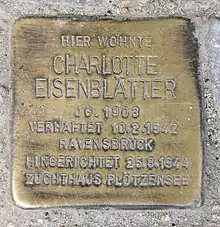 HIER WOHNTE
CHARLOTTE
EISENBLÄTTER
JG. 1903
VERHAFTET 10.2.1942
RAVENSBRÜCK
HINGERICHTET 25.8.1944
ZUCHTHAUS PLÖTZENSEE